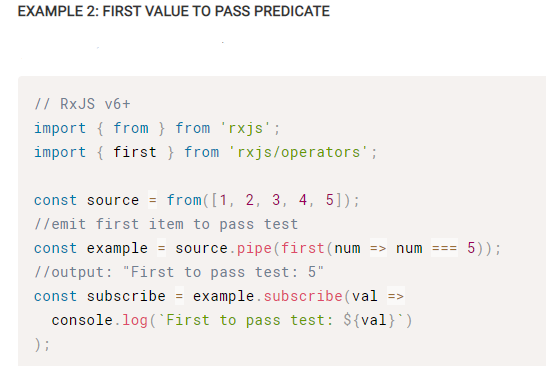 EXAMPLE 2: FIRST VALUE TO PASS PREDICATE
// RxJS v6+
import { from } from 'rxjs';
import { first } from 'rxjs/operators';
const source = from([1, 2, 3, 4, 5]);
//emit first item to pass test
const example = source.pipe(first(num => num === 5));
//output: "First to pass test: 5"
const subscribe = example.subscribe(val =>
  console.log(`First to pass test: ${val}`)
);